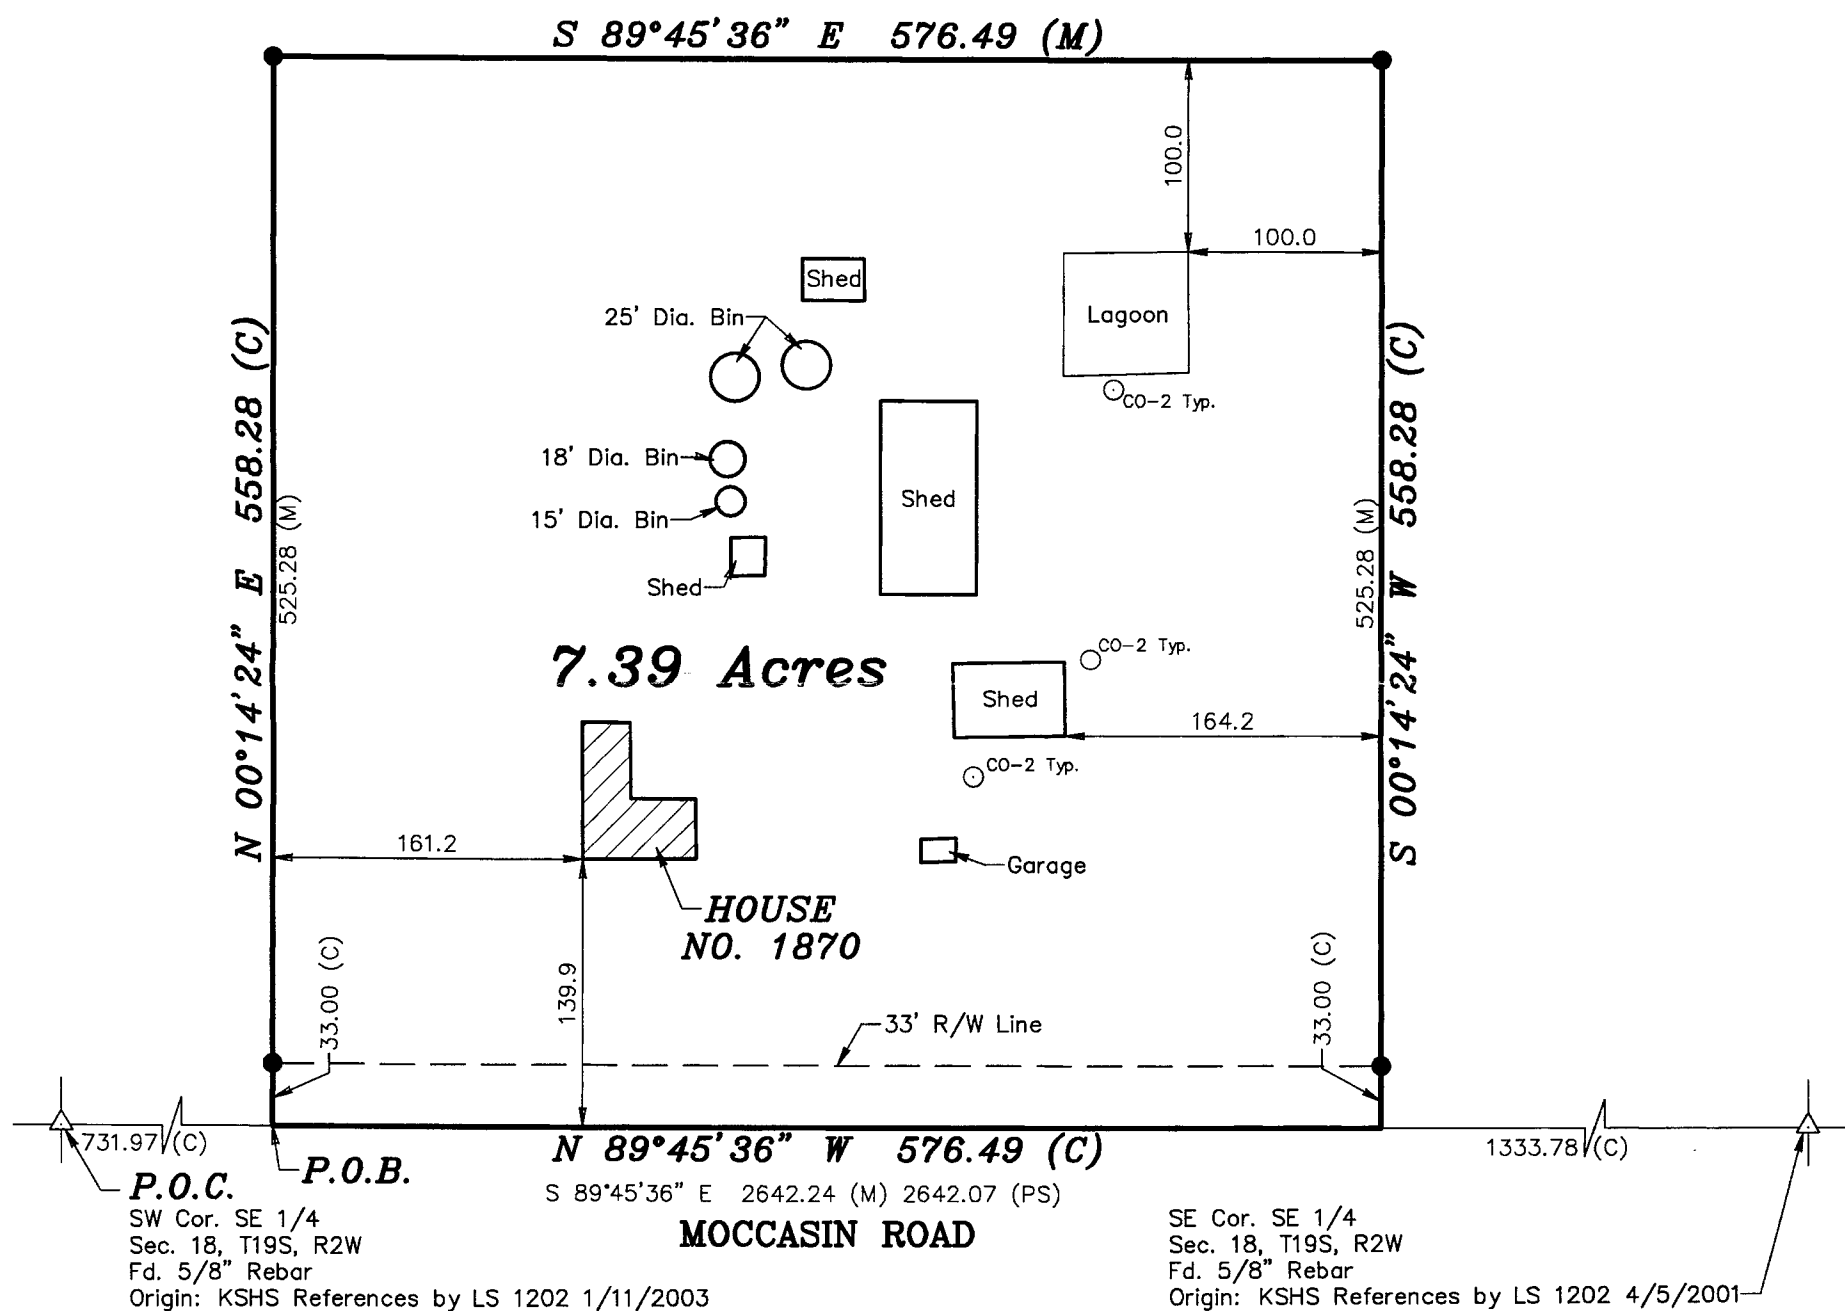 S 89°45'36" E 576.49 (M)
100.0
100.0
Shed
25' Dia. Bin
Lagoon
N 00°14'24" E 558.28 (C)
525.28 (M)
S 00°14'24" W 558.28 (C)
525.28 (M)
CO-2 Typ.
18' Dia. Bin
Shed
15' Dia. Bin
Shed
7.39 Acres
CO-2 Typ.
Shed
164.2
CO-2 Typ.
161.2
Garage
HOUSE
NO. 1870
139.9
33.00 (C)
33.00 (C)
33' R/W Line
731.97 (C)
P.O.B.
N 89°45'36" W 576.49 (C)
1333.78 (C)
P.O.C.
S 89°45'36" E 2642.24 (M) 2642.07 (PS)
MOCCASIN ROAD
SW Cor. SE 1/4
Sec. 18, T19S, R2W
Fd. 5/8" Rebar
Origin: KSHS References by LS 1202 1/11/2003
SE Cor. SE 1/4
Sec. 18, T19S, R2W
Fd. 5/8" Rebar
Origin: KSHS References by LS 1202 4/5/2001